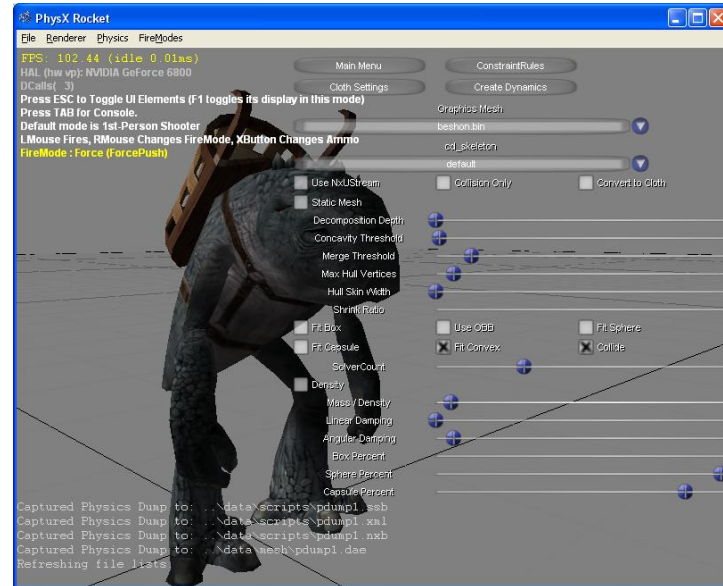 PhysX Rocket
File Renderer Physics FireModes
FPS: 102.44 (idle 0.01ms)
HAL (hw vp): NVIDIA GeForce 6800
DCalls( 3)
Press ESC to Toggle UI Elements (F1 toggles its display in this mode)
Press TAB for Console.
Default mode is 1st-Person Shooter
LMouse Fires, RMouse Changes FireMode, XButton Changes Ammo
FireMode : Force (ForcePush)
Main Menu ConstraintRules
Cloth Settings Create Dynamics
Graphics Mesh
beshon.bin
cd_skeleton
default
Use NxUStream Collision Only Convert to Cloth
Static Mesh
Decomposition Depth
Concavity Threshold
Merge Threshold
Max Hull Vertices
Hull Skin Width
Shrink Ratio
Fit Box Use OBB Fit Sphere
Fit Capsule Fit Convex Collide
SolverCount
Density
Mass / Density
Linear Damping
Angular Damping
Box Percent
Sphere Percent
Capsule Percent
Captured Physics Dump to: ..\data\scripts\pdump1.ssb
Captured Physics Dump to: ..\data\scripts\pdump1.xml
Captured Physics Dump to: ..\data\scripts\pdump1.nxb
Captured Physics Dump to: ..\data\mesh\pdump1.dae
Refreshing file lists